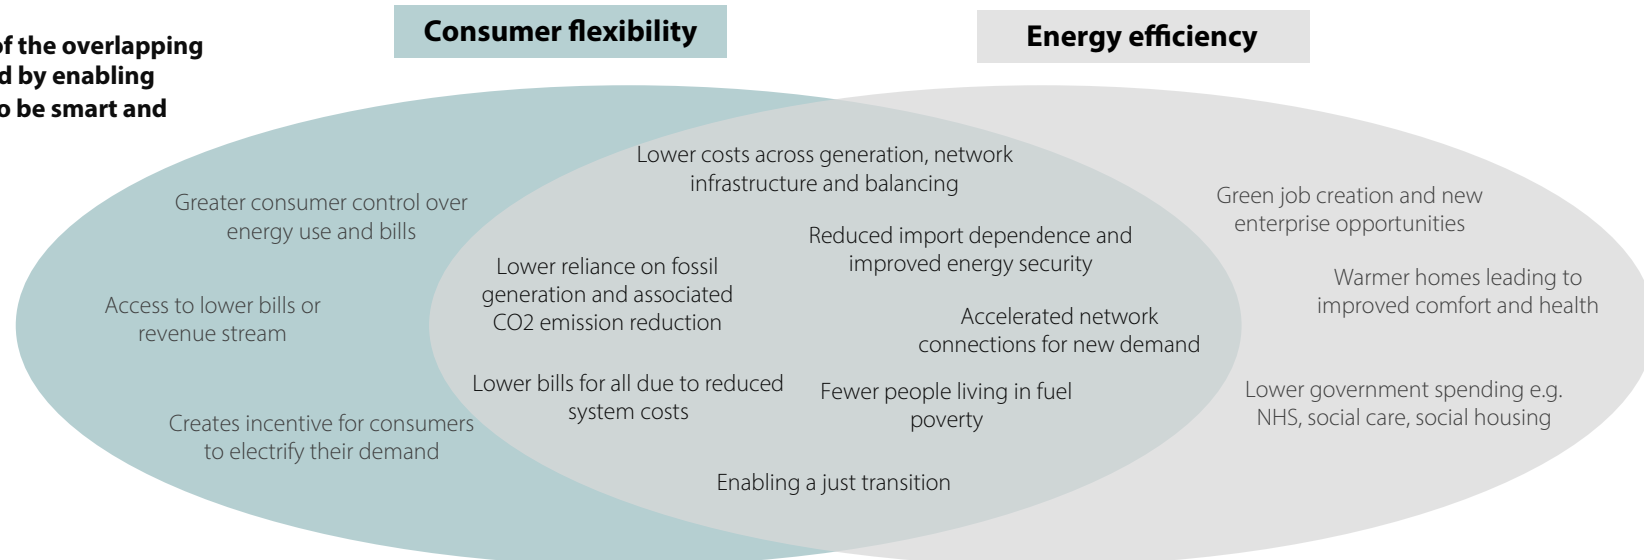 of the overlapping
d by enabling
o be smart and
Consumer flexibility
Energy efficiency
Greater consumer control over
energy use and bills
Access to lower bills or
revenue stream
Creates incentive for consumers
to electrify their demand
Lower costs across generation, network
infrastructure and balancing
Reduced import dependence and
improved energy security
Lower reliance on fossil
generation and associated
CO2 emission reduction
Accelerated network
connections for new demand
Lower bills for all due to reduced
system costs
Fewer people living in fuel
poverty
Enabling a just transition
Green job creation and new
enterprise opportunities
Warmer homes leading to
improved comfort and health
Lower government spending e.g.
NHS, social care, social housing